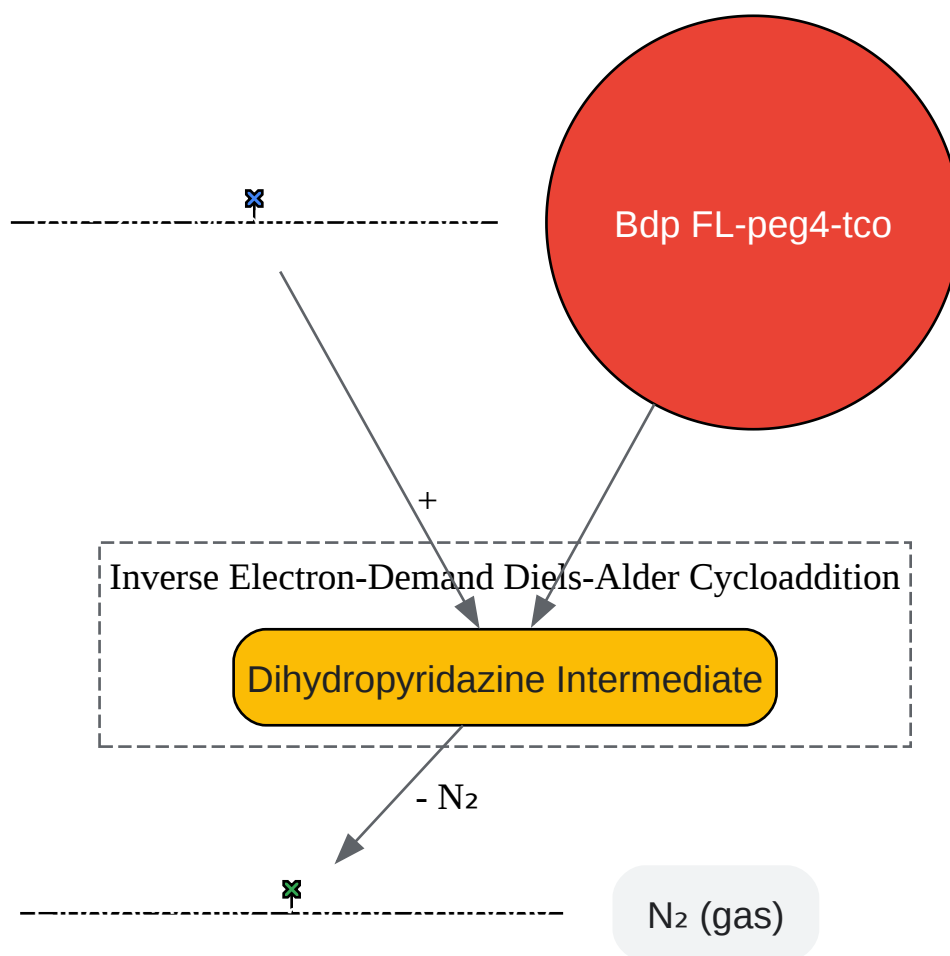 Bdp FL-peg4-tco
+
Inverse Electron-Demand Diels-Alder Cycloaddition
Dihydropyridazine Intermediate
- N₂
N₂ (gas)